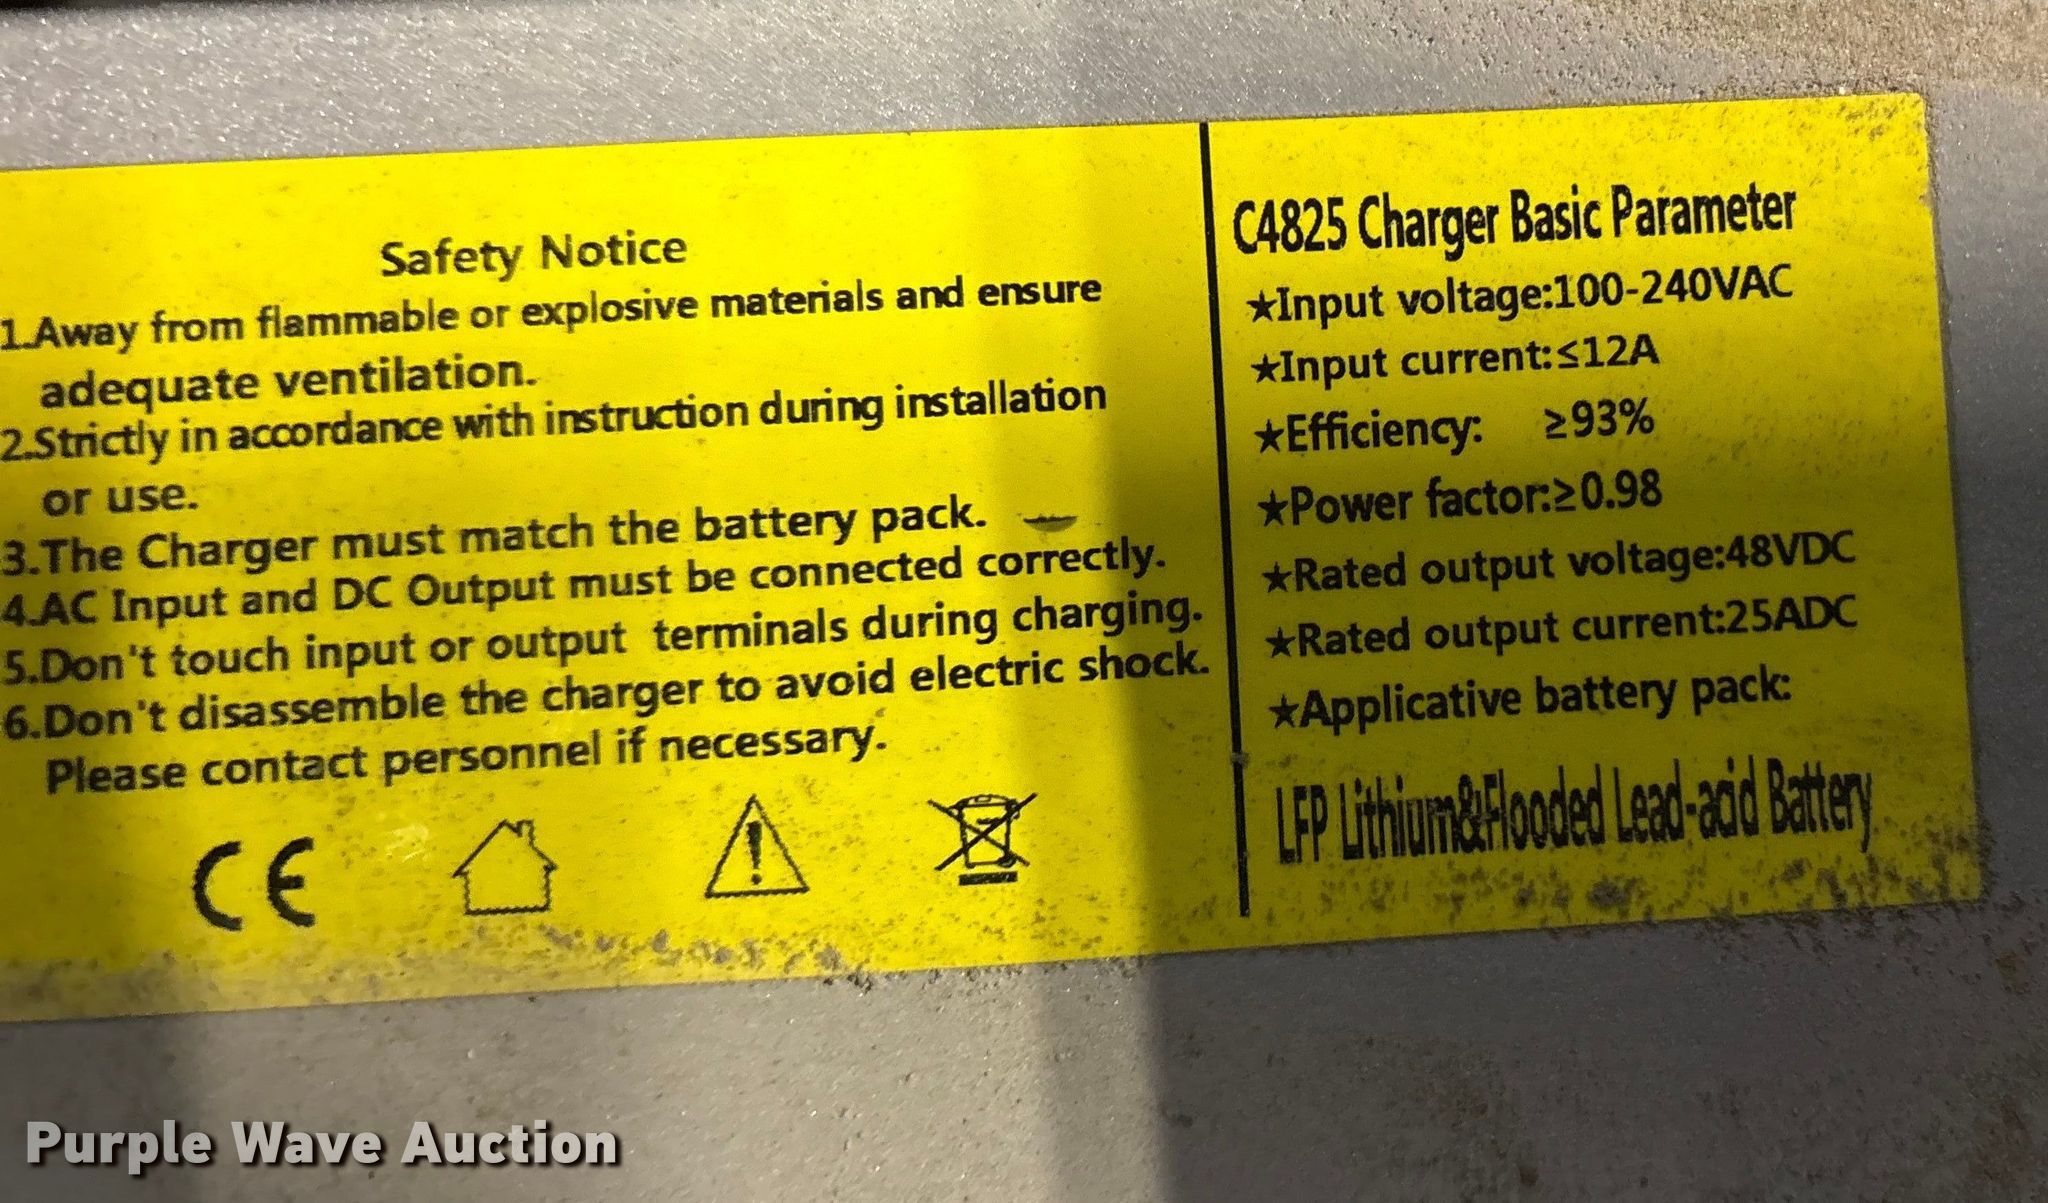 Safety Notice
1.Away from flammable or explosive materials and ensure
adequate ventilation.
2.Strictly in accordance with instruction during installation
or use.
3.The Charger must match the battery pack.
4.AC Input and DC Output must be connected correctly.
5.Don't touch input or output terminals during charging.
6.Don't disassemble the charger to avoid electric shock.
Please contact personnel if necessary.
CE
C4825 Charger Basic Parameter
★Input voltage:100-240VAC
★Input current:≤12A
★Efficiency: ≥93%
★Power factor:≥0.98
★Rated output voltage:48VDC
★Rated output current:25ADC
★Applicative battery pack:
LFP Lithium&Flooded Lead-acid Battery
Purple Wave Auction